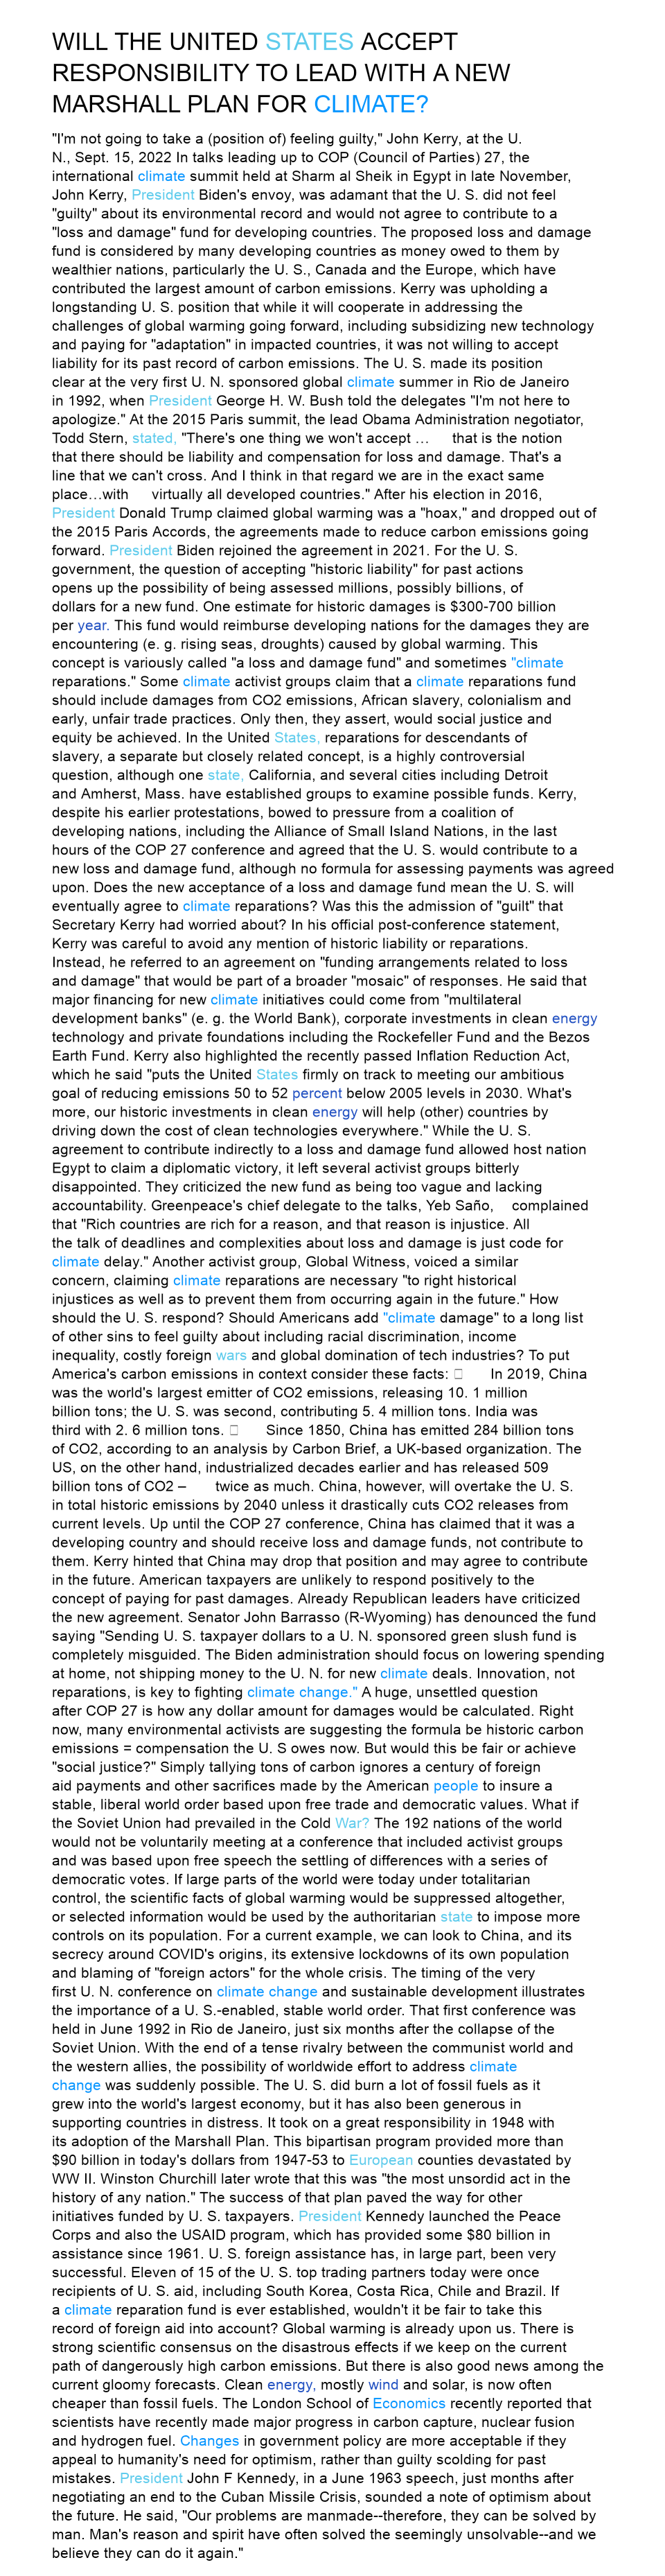 WILL THE UNITED STATES ACCEPT
RESPONSIBILITY TO LEAD WITH A NEW
MARSHALL PLAN FOR CLIMATE?
"I'm not going to take a (position of) feeling guilty," John Kerry, at the U.
N., Sept. 15, 2022 In talks leading up to COP (Council of Parties) 27, the
international climate summit held at Sharm al Sheik in Egypt in late November,
John Kerry, President Biden's envoy, was adamant that the U. S. did not feel
"guilty" about its environmental record and would not agree to contribute to a
"loss and damage" fund for developing countries. The proposed loss and damage
fund is considered by many developing countries as money owed to them by
wealthier nations, particularly the U. S., Canada and the Europe, which have
contributed the largest amount of carbon emissions. Kerry was upholding a
longstanding U. S. position that while it will cooperate in addressing the
challenges of global warming going forward, including subsidizing new technology
and paying for "adaptation" in impacted countries, it was not willing to accept
liability for its past record of carbon emissions. The U. S. made its position
clear at the very first U. N. sponsored global climate summer in Rio de Janeiro
in 1992, when President George H. W. Bush told the delegates "I'm not here to
apologize." At the 2015 Paris summit, the lead Obama Administration negotiator,
Todd Stern, stated, "There's one thing we won't accept … that is the notion
that there should be liability and compensation for loss and damage. That's a
line that we can't cross. And I think in that regard we are in the exact same
place…with virtually all developed countries." After his election in 2016,
President Donald Trump claimed global warming was a "hoax," and dropped out of
the 2015 Paris Accords, the agreements made to reduce carbon emissions going
forward. President Biden rejoined the agreement in 2021. For the U. S.
government, the question of accepting "historic liability" for past actions
opens up the possibility of being assessed millions, possibly billions, of
dollars for a new fund. One estimate for historic damages is $300-700 billion
per year. This fund would reimburse developing nations for the damages they are
encountering (e. g. rising seas, droughts) caused by global warming. This
concept is variously called "a loss and damage fund" and sometimes "climate
reparations." Some climate activist groups claim that a climate reparations fund
should include damages from CO2 emissions, African slavery, colonialism and
early, unfair trade practices. Only then, they assert, would social justice and
equity be achieved. In the United States, reparations for descendants of
slavery, a separate but closely related concept, is a highly controversial
question, although one state, California, and several cities including Detroit
and Amherst, Mass. have established groups to examine possible funds. Kerry,
despite his earlier protestations, bowed to pressure from a coalition of
developing nations, including the Alliance of Small Island Nations, in the last
hours of the COP 27 conference and agreed that the U. S. would contribute to a
new loss and damage fund, although no formula for assessing payments was agreed
upon. Does the new acceptance of a loss and damage fund mean the U. S. will
eventually agree to climate reparations? Was this the admission of "guilt" that
Secretary Kerry had worried about? In his official post-conference statement,
Kerry was careful to avoid any mention of historic liability or reparations.
Instead, he referred to an agreement on "funding arrangements related to loss
and damage" that would be part of a broader "mosaic" of responses. He said that
major financing for new climate initiatives could come from "multilateral
development banks" (e. g. the World Bank), corporate investments in clean energy
technology and private foundations including the Rockefeller Fund and the Bezos
Earth Fund. Kerry also highlighted the recently passed Inflation Reduction Act,
which he said "puts the United States firmly on track to meeting our ambitious
goal of reducing emissions 50 to 52 percent below 2005 levels in 2030. What's
more, our historic investments in clean energy will help (other) countries by
driving down the cost of clean technologies everywhere." While the U. S.
agreement to contribute indirectly to a loss and damage fund allowed host nation
Egypt to claim a diplomatic victory, it left several activist groups bitterly
disappointed. They criticized the new fund as being too vague and lacking
accountability. Greenpeace's chief delegate to the talks, Yeb Saño, complained
that "Rich countries are rich for a reason, and that reason is injustice. All
the talk of deadlines and complexities about loss and damage is just code for
climate delay." Another activist group, Global Witness, voiced a similar
concern, claiming climate reparations are necessary "to right historical
injustices as well as to prevent them from occurring again in the future." How
should the U. S. respond? Should Americans add "climate damage" to a long list
of other sins to feel guilty about including racial discrimination, income
inequality, costly foreign wars and global domination of tech industries? To put
America's carbon emissions in context consider these facts: In 2019, China
was the world's largest emitter of CO2 emissions, releasing 10. 1 million
billion tons; the U. S. was second, contributing 5. 4 million tons. India was
third with 2. 6 million tons. Since 1850, China has emitted 284 billion tons
of CO2, according to an analysis by Carbon Brief, a UK-based organization. The
US, on the other hand, industrialized decades earlier and has released 509
billion tons of CO2 – twice as much. China, however, will overtake the U. S.
in total historic emissions by 2040 unless it drastically cuts CO2 releases from
current levels. Up until the COP 27 conference, China has claimed that it was a
developing country and should receive loss and damage funds, not contribute to
them. Kerry hinted that China may drop that position and may agree to contribute
in the future. American taxpayers are unlikely to respond positively to the
concept of paying for past damages. Already Republican leaders have criticized
the new agreement. Senator John Barrasso (R-Wyoming) has denounced the fund
saying "Sending U. S. taxpayer dollars to a U. N. sponsored green slush fund is
completely misguided. The Biden administration should focus on lowering spending
at home, not shipping money to the U. N. for new climate deals. Innovation, not
reparations, is key to fighting climate change." A huge, unsettled question
after COP 27 is how any dollar amount for damages would be calculated. Right
now, many environmental activists are suggesting the formula be historic carbon
emissions = compensation the U. S owes now. But would this be fair or achieve
"social justice?" Simply tallying tons of carbon ignores a century of foreign
aid payments and other sacrifices made by the American people to insure a
stable, liberal world order based upon free trade and democratic values. What if
the Soviet Union had prevailed in the Cold War? The 192 nations of the world
would not be voluntarily meeting at a conference that included activist groups
and was based upon free speech the settling of differences with a series of
democratic votes. If large parts of the world were today under totalitarian
control, the scientific facts of global warming would be suppressed altogether,
or selected information would be used by the authoritarian state to impose more
controls on its population. For a current example, we can look to China, and its
secrecy around COVID's origins, its extensive lockdowns of its own population
and blaming of "foreign actors" for the whole crisis. The timing of the very
first U. N. conference on climate change and sustainable development illustrates
the importance of a U. S.-enabled, stable world order. That first conference was
held in June 1992 in Rio de Janeiro, just six months after the collapse of the
Soviet Union. With the end of a tense rivalry between the communist world and
the western allies, the possibility of worldwide effort to address climate
change was suddenly possible. The U. S. did burn a lot of fossil fuels as it
grew into the world's largest economy, but it has also been generous in
supporting countries in distress. It took on a great responsibility in 1948 with
its adoption of the Marshall Plan. This bipartisan program provided more than
$90 billion in today's dollars from 1947-53 to European counties devastated by
WW II. Winston Churchill later wrote that this was "the most unsordid act in the
history of any nation." The success of that plan paved the way for other
initiatives funded by U. S. taxpayers. President Kennedy launched the Peace
Corps and also the USAID program, which has provided some $80 billion in
assistance since 1961. U. S. foreign assistance has, in large part, been very
successful. Eleven of 15 of the U. S. top trading partners today were once
recipients of U. S. aid, including South Korea, Costa Rica, Chile and Brazil. If
a climate reparation fund is ever established, wouldn't it be fair to take this
record of foreign aid into account? Global warming is already upon us. There is
strong scientific consensus on the disastrous effects if we keep on the current
path of dangerously high carbon emissions. But there is also good news among the
current gloomy forecasts. Clean energy, mostly wind and solar, is now often
cheaper than fossil fuels. The London School of Economics recently reported that
scientists have recently made major progress in carbon capture, nuclear fusion
and hydrogen fuel. Changes in government policy are more acceptable if they
appeal to humanity's need for optimism, rather than guilty scolding for past
mistakes. President John F Kennedy, in a June 1963 speech, just months after
negotiating an end to the Cuban Missile Crisis, sounded a note of optimism about
the future. He said, "Our problems are manmade--therefore, they can be solved by
man. Man's reason and spirit have often solved the seemingly unsolvable--and we
believe they can do it again."